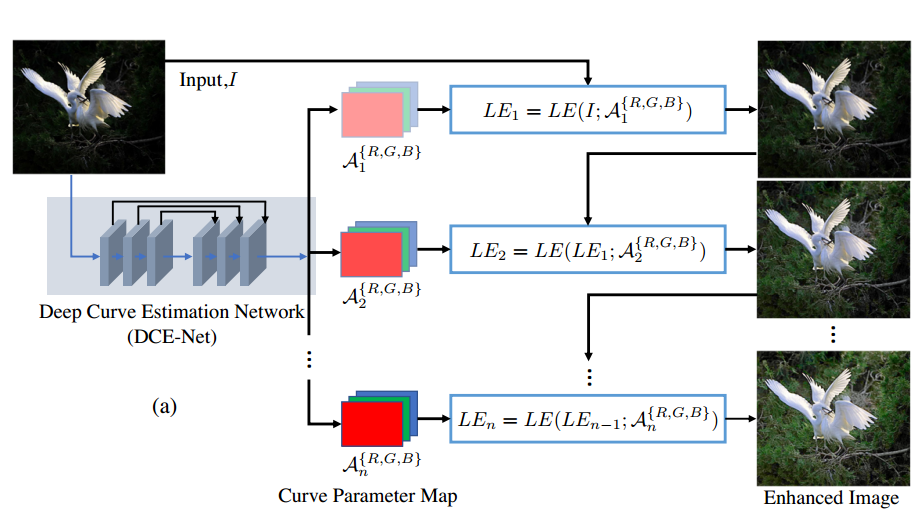 Input,I
LE₁ = LE(I; 𝒜₁^{R,G,B})
𝒜₁^{R,G,B}
LE₂ = LE(LE₁; 𝒜₂^{R,G,B})
𝒜₂^{R,G,B}
Deep Curve Estimation Network
(DCE-Net)
(a)
LEₙ = LE(LEₙ₋₁; 𝒜ₙ^{R,G,B})
𝒜ₙ^{R,G,B}
Curve Parameter Map
Enhanced Image